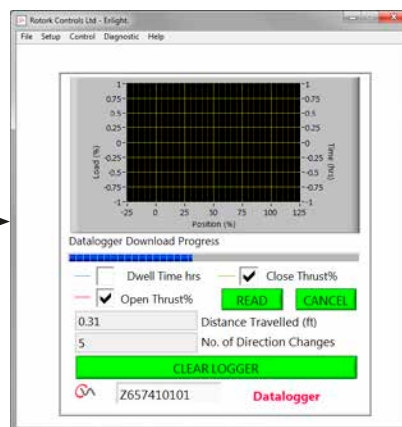 Rotork Controls Ltd - Enlight.
File Setup Control Diagnostic Help
1 1
0.75 0.75
0.5 0.5
0.25 0.25
0 0
-0.25 -0.25
-0.5 -0.5
-0.75 -0.75
-1 -1
Load (%)
Time (hrs)
-25 0 25 50 75 100 125
Position (%)
Datalogger Download Progress
Dwell Time hrs Close Thrust%
Open Thrust% READ CANCEL
0.31 Distance Travelled (ft)
5 No. of Direction Changes
CLEAR LOGGER
Z657410101 Datalogger